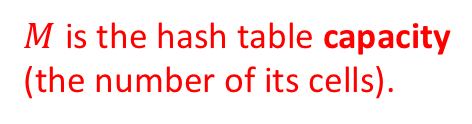 M is the hash table capacity
(the number of its cells).